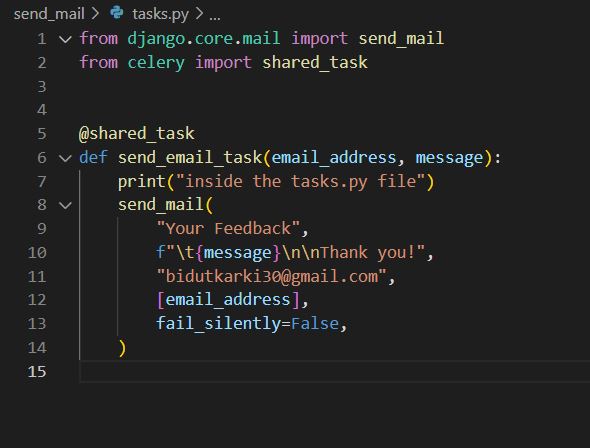 send_mail > tasks.py > ...
1 from django.core.mail import send_mail
2 from celery import shared_task
3
4
5 @shared_task
6 def send_email_task(email_address, message):
7     print("inside the tasks.py file")
8     send_mail(
9         "Your Feedback",
10         f"\t{message}\n\nThank you!",
11         "bidutkarki30@gmail.com",
12         [email_address],
13         fail_silently=False,
14     )
15